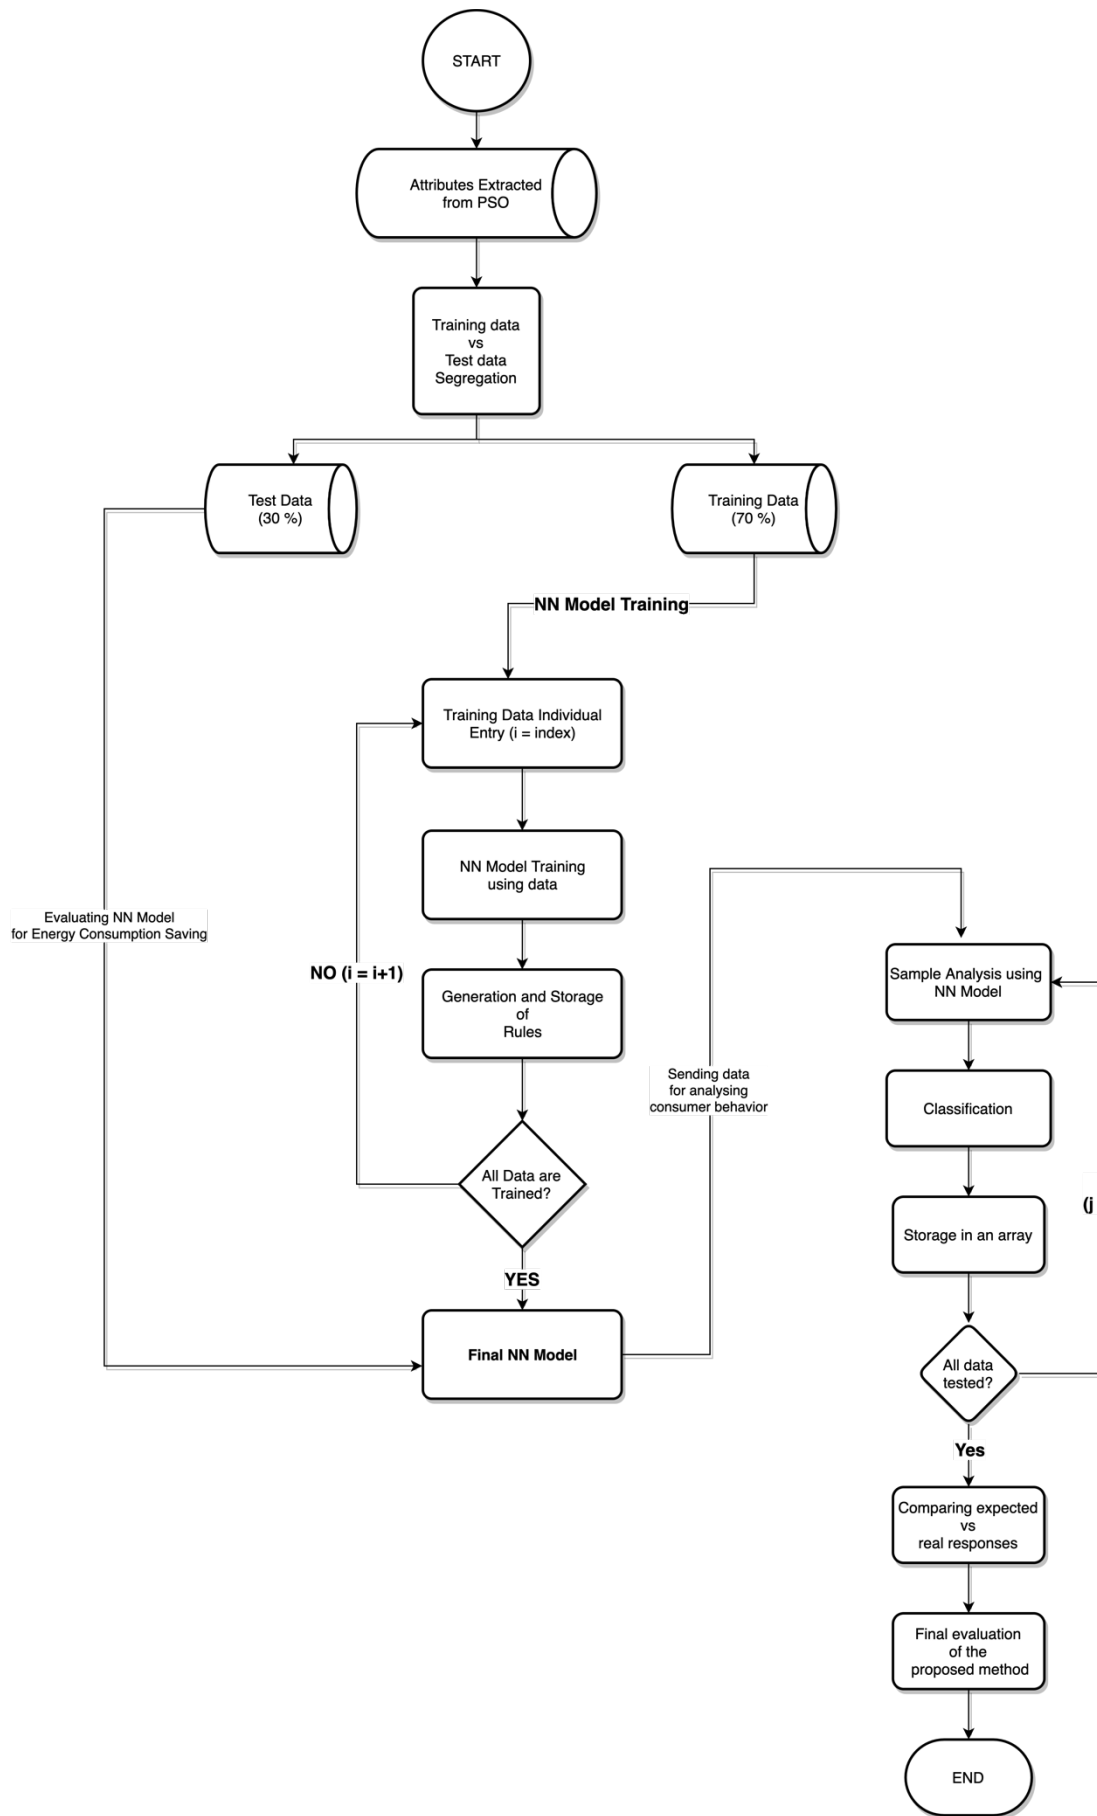 START
Attributes Extracted
from PSO
Training data
vs
Test data
Segregation
Test Data
(30 %)
Training Data
(70 %)
NN Model Training
Training Data Individual
Entry (i = index)
NN Model Training
using data
Evaluating NN Model
for Energy Consumption Saving
NO (i = i+1)
Generation and Storage
of
Rules
All Data are
Trained?
YES
Final NN Model
Sending data
for analysing
consumer behavior
Sample Analysis using
NN Model
Classification
Storage in an array
(j
All data
tested?
Yes
Comparing expected
vs
real responses
Final evaluation
of the
proposed method
END